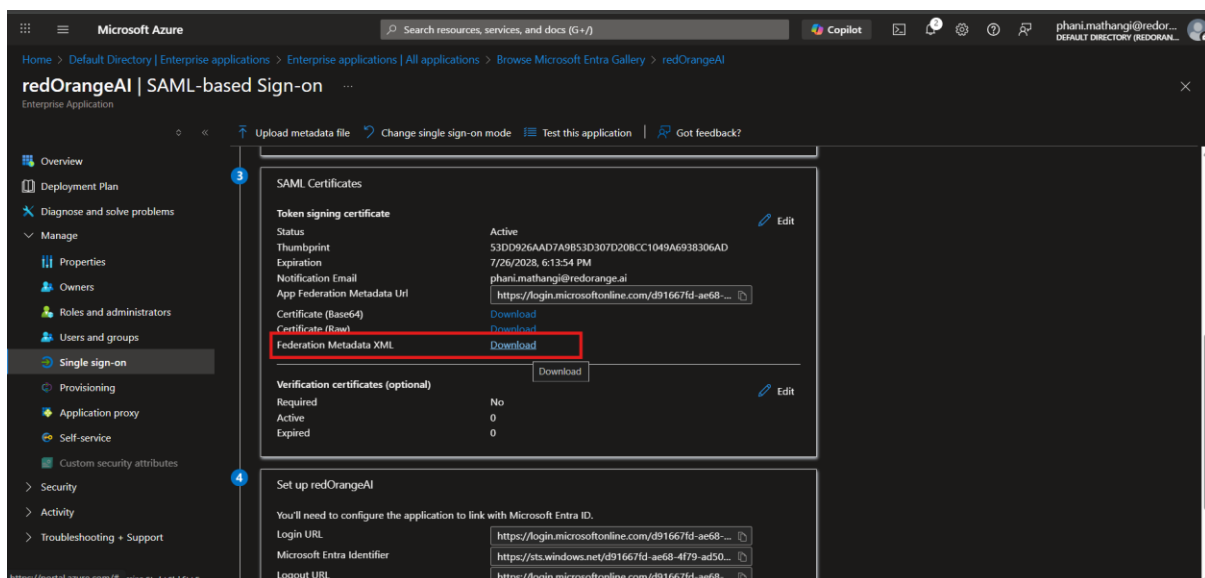 Microsoft Azure
Search resources, services, and docs (G+/)
Copilot
2
phani.mathangi@redor...
DEFAULT DIRECTORY (REDORAN...
Home > Default Directory | Enterprise applications > Enterprise applications | All applications > Browse Microsoft Entra Gallery > redOrangeAI
redOrangeAI | SAML-based Sign-on ...
Enterprise Application
Upload metadata file Change single sign-on mode Test this application | Got feedback?
Overview
Deployment Plan
Diagnose and solve problems
Manage
Properties
Owners
Roles and administrators
Users and groups
Single sign-on
Provisioning
Application proxy
Self-service
Custom security attributes
Security
Activity
Troubleshooting + Support
3
SAML Certificates
Token signing certificate
Edit
Status Active
Thumbprint 53DD926AAD7A9B53D307D20BCC1049A6938306AD
Expiration 7/26/2028, 6:13:54 PM
Notification Email phani.mathangi@redorange.ai
App Federation Metadata Url https://login.microsoftonline.com/d91667fd-ae68-...
Certificate (Base64) Download
Certificate (Raw) Download
Federation Metadata XML Download
Download
Verification certificates (optional)
Edit
Required No
Active 0
Expired 0
4
Set up redOrangeAI
You'll need to configure the application to link with Microsoft Entra ID.
Login URL https://login.microsoftonline.com/d91667fd-ae68-...
Microsoft Entra Identifier https://sts.windows.net/d91667fd-ae68-4f79-ad50...
Logout URL https://login.microsoftonline.com/d91667fd-ae68-...